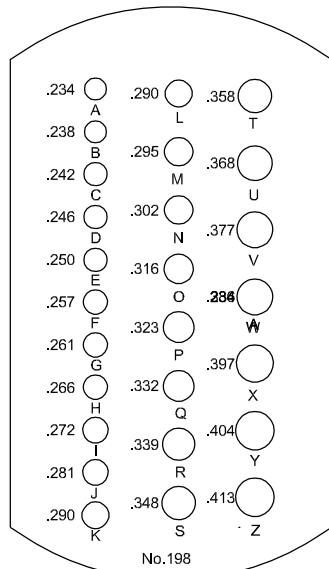 .234
A
.238
B
.242
C
.246
D
.250
E
.257
F
.261
G
.266
H
.272
I
.281
J
.290
K
.290
L
.295
M
.302
N
.316
O
.323
P
.332
Q
.339
R
.348
S
.358
T
.368
U
.377
V
W
.397
X
.404
Y
.413
Z
No.198